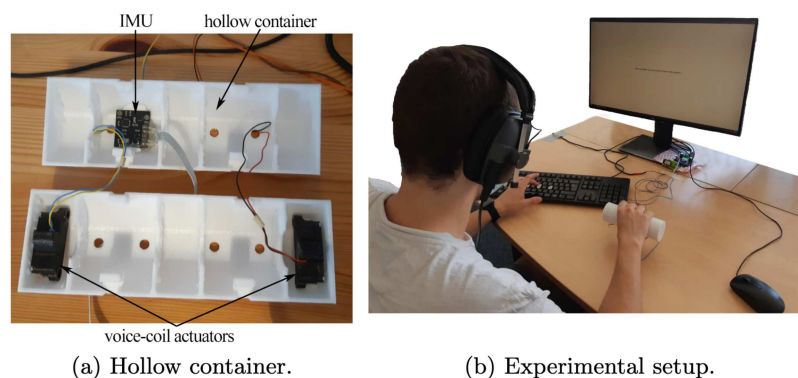 IMU
hollow container
voice-coil actuators
(a) Hollow container.
(b) Experimental setup.